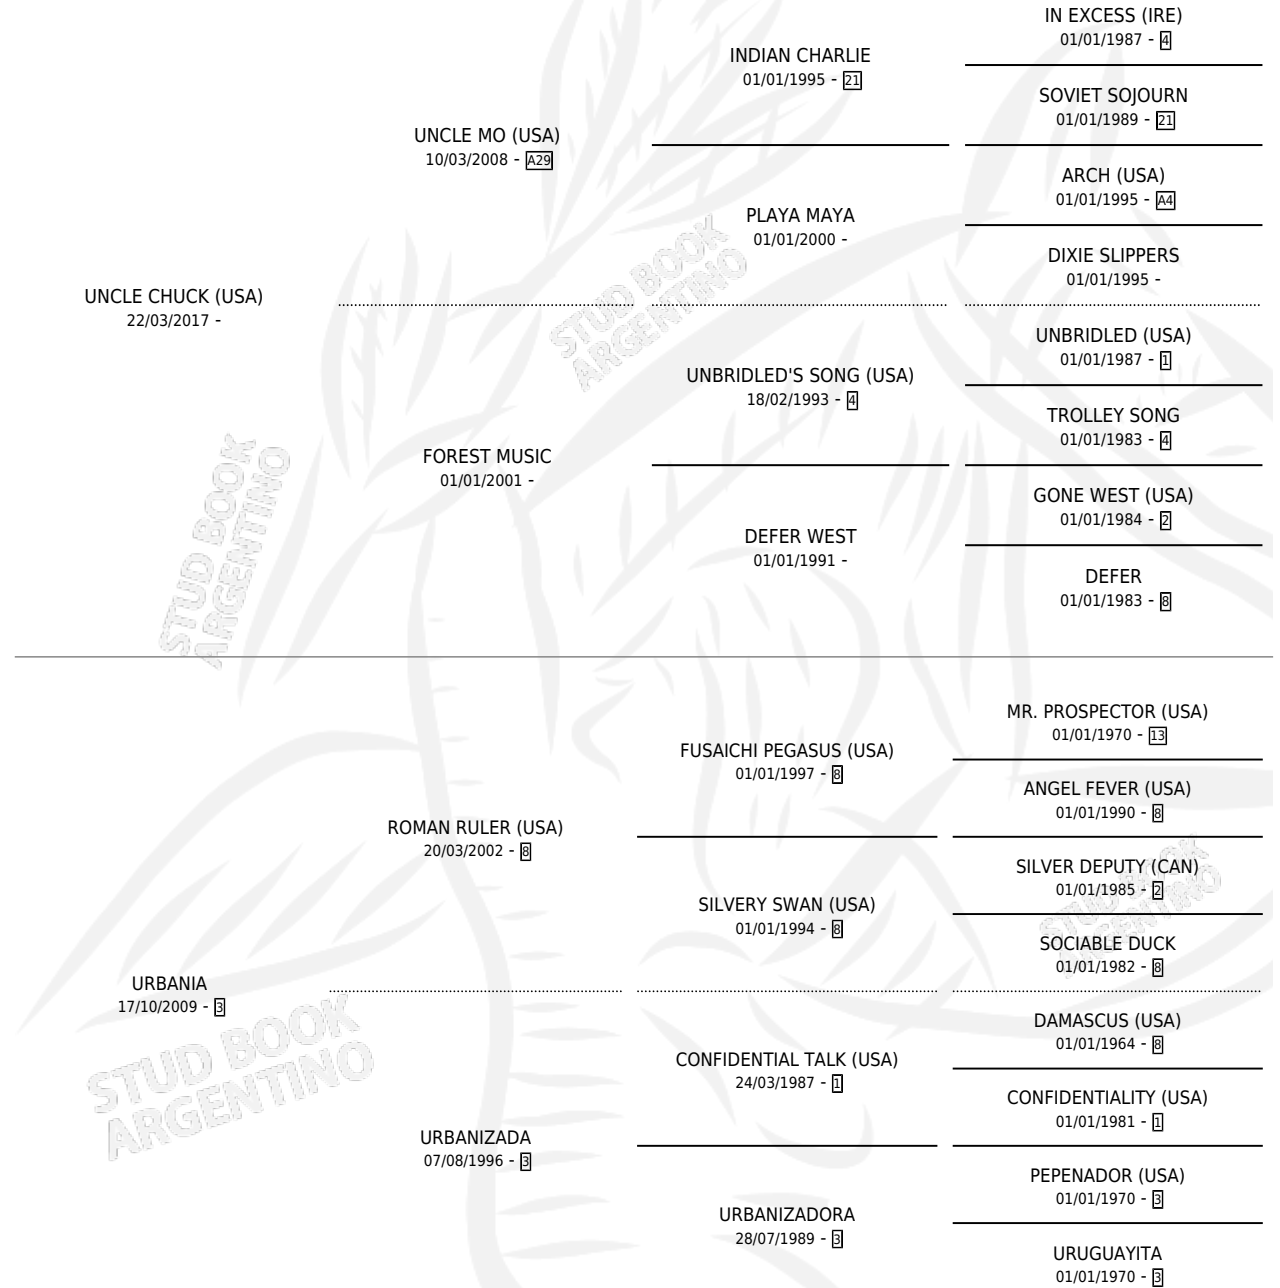 IN EXCESS (IRE)
01/01/1987 - 4
INDIAN CHARLIE
01/01/1995 - 21
SOVIET SOJOURN
01/01/1989 - 21
UNCLE MO (USA)
10/03/2008 - A29
ARCH (USA)
01/01/1995 - A4
PLAYA MAYA
01/01/2000 -
DIXIE SLIPPERS
01/01/1995 -
UNCLE CHUCK (USA)
22/03/2017 -
STUD BOOK
ARGENTINO
UNBRIDLED (USA)
01/01/1987 - 1
UNBRIDLED'S SONG (USA)
18/02/1993 - 4
TROLLEY SONG
01/01/1983 - 4
FOREST MUSIC
01/01/2001 -
GONE WEST (USA)
01/01/1984 - 2
DEFER WEST
01/01/1991 -
DEFER
01/01/1983 - 8
STUD BOOK
ARGENTINO
MR. PROSPECTOR (USA)
01/01/1970 - 13
FUSAICHI PEGASUS (USA)
01/01/1997 - 8
ANGEL FEVER (USA)
01/01/1990 - 8
ROMAN RULER (USA)
20/03/2002 - 8
SILVER DEPUTY (CAN)
01/01/1985 - 2
SILVERY SWAN (USA)
01/01/1994 - 8
STUD BOOK
ARGENTINO
SOCIABLE DUCK
01/01/1982 - 8
URBANIA
17/10/2009 - 3
DAMASCUS (USA)
01/01/1964 - 8
CONFIDENTIAL TALK (USA)
24/03/1987 - 1
CONFIDENTIALITY (USA)
01/01/1981 - 1
STUD BOOK
ARGENTINO
URBANIZADA
07/08/1996 - 3
PEPENADOR (USA)
01/01/1970 - 3
URBANIZADORA
28/07/1989 - 3
URUGUAYITA
01/01/1970 - 3